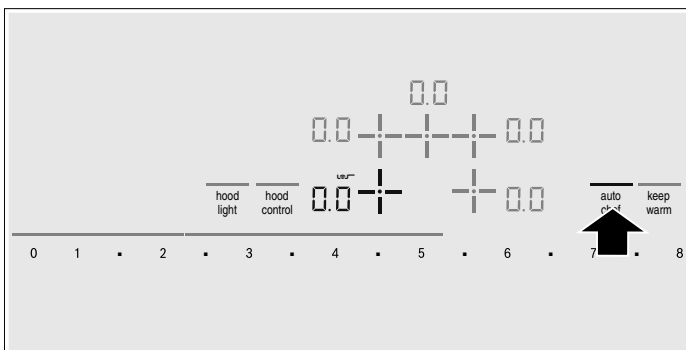 0.0
0.0 0.0
hood light hood control 0.0 0.0 auto chef keep warm
0 1 . 2 . 3 . 4 . 5 . 6 . 7 . 8